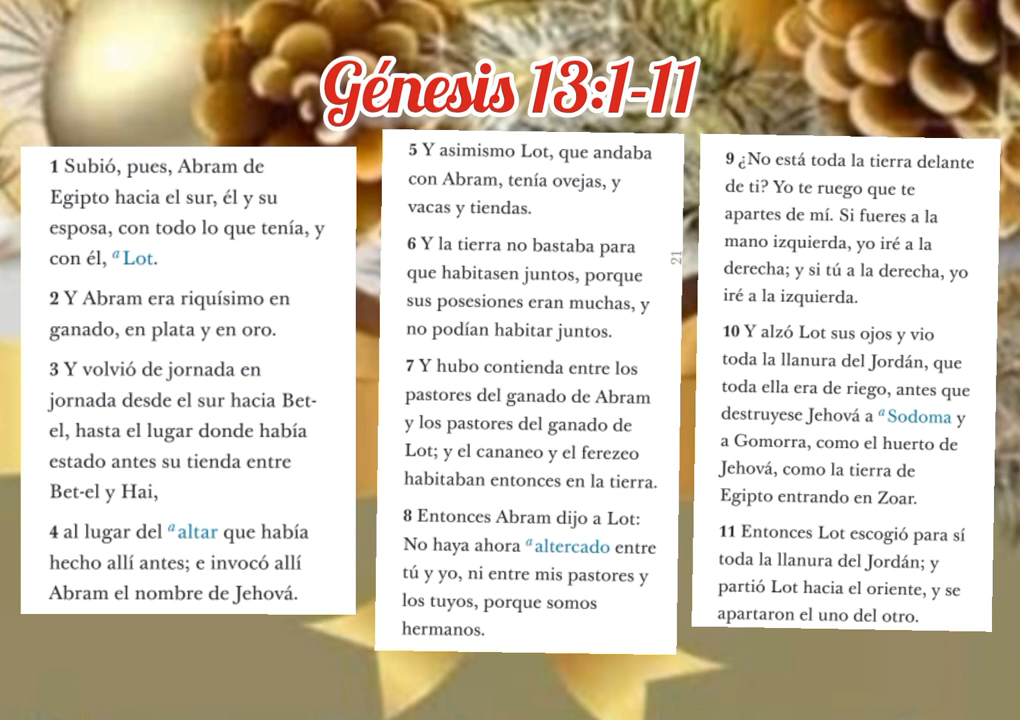 Génesis 13:1-11
1 Subió, pues, Abram de
Egipto hacia el sur, él y su
esposa, con todo lo que tenía, y
con él, a Lot.
2 Y Abram era riquísimo en
ganado, en plata y en oro.
3 Y volvió de jornada en
jornada desde el sur hacia Bet-
el, hasta el lugar donde había
estado antes su tienda entre
Bet-el y Hai,
4 al lugar del a altar que había
hecho allí antes; e invocó allí
Abram el nombre de Jehová.
5 Y asimismo Lot, que andaba
con Abram, tenía ovejas, y
vacas y tiendas.
6 Y la tierra no bastaba para
que habitasen juntos, porque
sus posesiones eran muchas, y
no podían habitar juntos.
7 Y hubo contienda entre los
pastores del ganado de Abram
y los pastores del ganado de
Lot; y el cananeo y el ferezeo
habitaban entonces en la tierra.
8 Entonces Abram dijo a Lot:
No haya ahora a altercado entre
tú y yo, ni entre mis pastores y
los tuyos, porque somos
hermanos.
21
9 ¿No está toda la tierra delante
de ti? Yo te ruego que te
apartes de mí. Si fueres a la
mano izquierda, yo iré a la
derecha; y si tú a la derecha, yo
iré a la izquierda.
10 Y alzó Lot sus ojos y vio
toda la llanura del Jordán, que
toda ella era de riego, antes que
destruyese Jehová a a Sodoma y
a Gomorra, como el huerto de
Jehová, como la tierra de
Egipto entrando en Zoar.
11 Entonces Lot escogió para sí
toda la llanura del Jordán; y
partió Lot hacia el oriente, y se
apartaron el uno del otro.